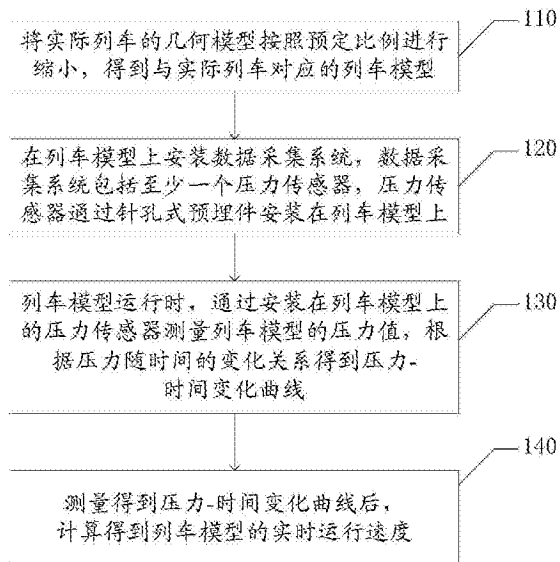 将实际列车的几何模型按照预定比例进行
缩小，得到与实际列车对应的列车模型
110
在列车模型上安装数据采集系统，数据采
集系统包括至少一个压力传感器，压力传
感器通过针孔式预埋件安装在列车模型上
120
列车模型运行时，通过安装在列车模型上
的压力传感器测量列车模型的压力值，根
据压力随时间的变化关系得到压力-
时间变化曲线
130
测量得到压力-时间变化曲线后，
计算得到列车模型的实时运行速度
140